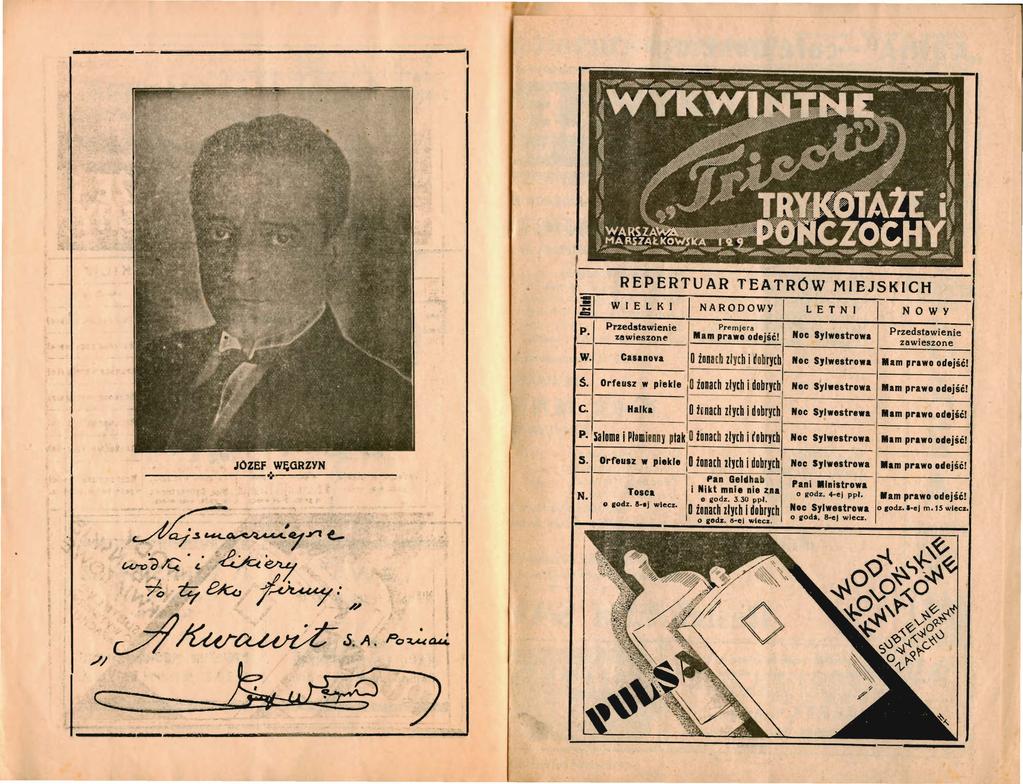 JÓZEF WĘGRZYN
Najsmaczniejsze
wódki i likiery
to tylko firmy:
„Akwawit" S.A. Poznań
Józef Węgrzyn
WYKWINTNE
„Tricot”
TRYKOTAŻE i
POŃCZOCHY
WARSZAWA
MARSZAŁKOWSKA 129
REPERTUAR TEATRÓW MIEJSKICH
Dzień WIELKI NARODOWY LETNI NOWY
P. Przedstawienie zawieszone Premjera Mam prawo odejść! Noc Sylwestrowa Przedstawienie zawieszone
W. Casanova O żonach złych i dobrych Noc Sylwestrowa Mam prawo odejść!
Ś. Orfeusz w piekle O żonach złych i dobrych Noc Sylwestrowa Mam prawo odejść!
C. Halka O żonach złych i dobrych Noc Sylwestrowa Mam prawo odejść!
P. Salome i Płomienny ptak O żonach złych i dobrych Noc Sylwestrowa Mam prawo odejść!
S. Orfeusz w piekle O żonach złych i dobrych Noc Sylwestrowa Mam prawo odejść!
N. Tosca o godz. 8-ej wiecz. Pan Geldhab i Nikt mnie nie zna o godz. 3.30 ppł. O żonach złych i dobrych o godz. 8-ej wiecz. Pani Ministrowa o godz. 4-ej ppł. Noc Sylwestrowa o godz. 8-ej wiecz. Mam prawo odejść! o godz. 8-ej m. 15 wiecz.
PULSA
WODY
KOLOŃSKIE
KWIATOWE
SUBTELNE
O WYTWORNYM
ZAPACHU